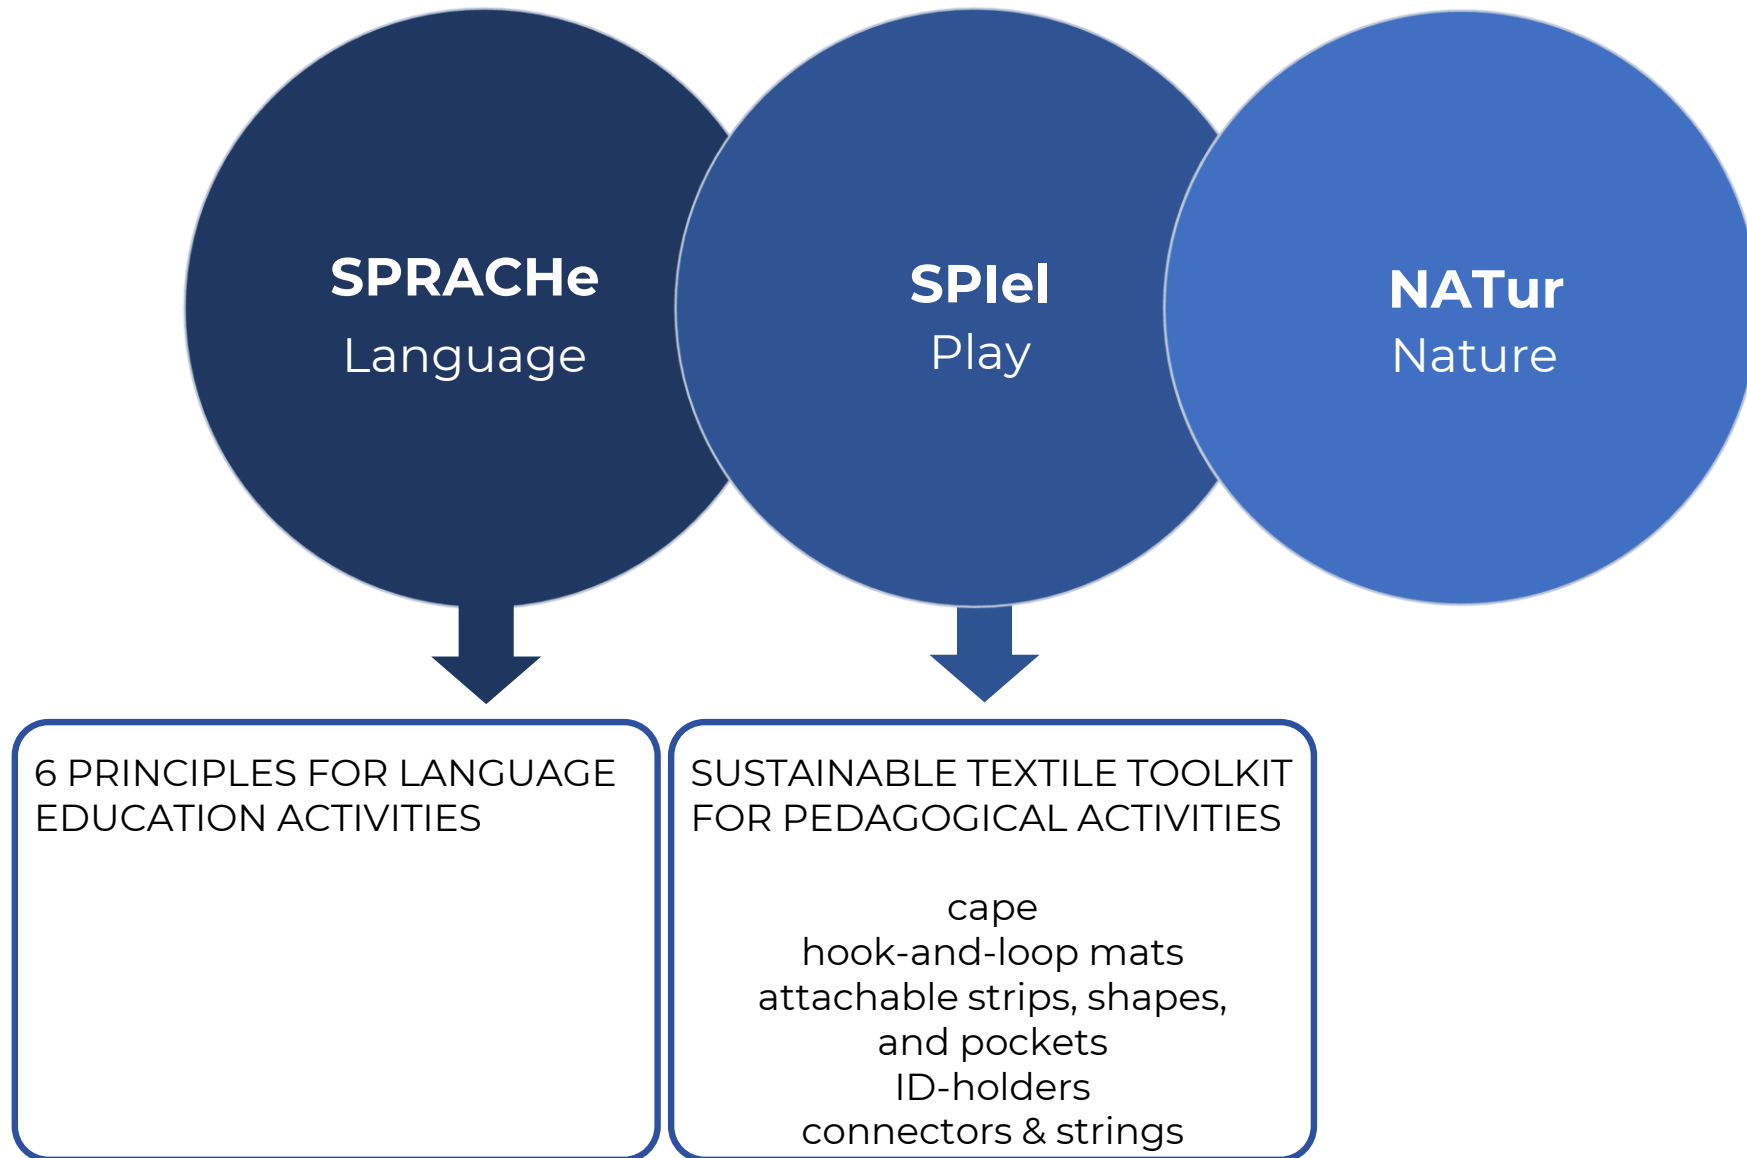 SPRACHe
Language
SPIel
Play
NATur
Nature
6 PRINCIPLES FOR LANGUAGE
EDUCATION ACTIVITIES
SUSTAINABLE TEXTILE TOOLKIT
FOR PEDAGOGICAL ACTIVITIES
cape
hook-and-loop mats
attachable strips, shapes,
and pockets
ID-holders
connectors & strings